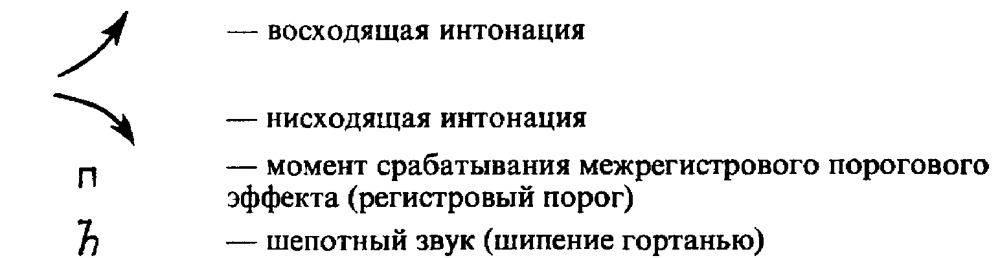 — восходящая интонация
— нисходящая интонация
п — момент срабатывания межрегистрового порогового
эффекта (регистровый порог)
ħ — шепотный звук (шипение гортанью)